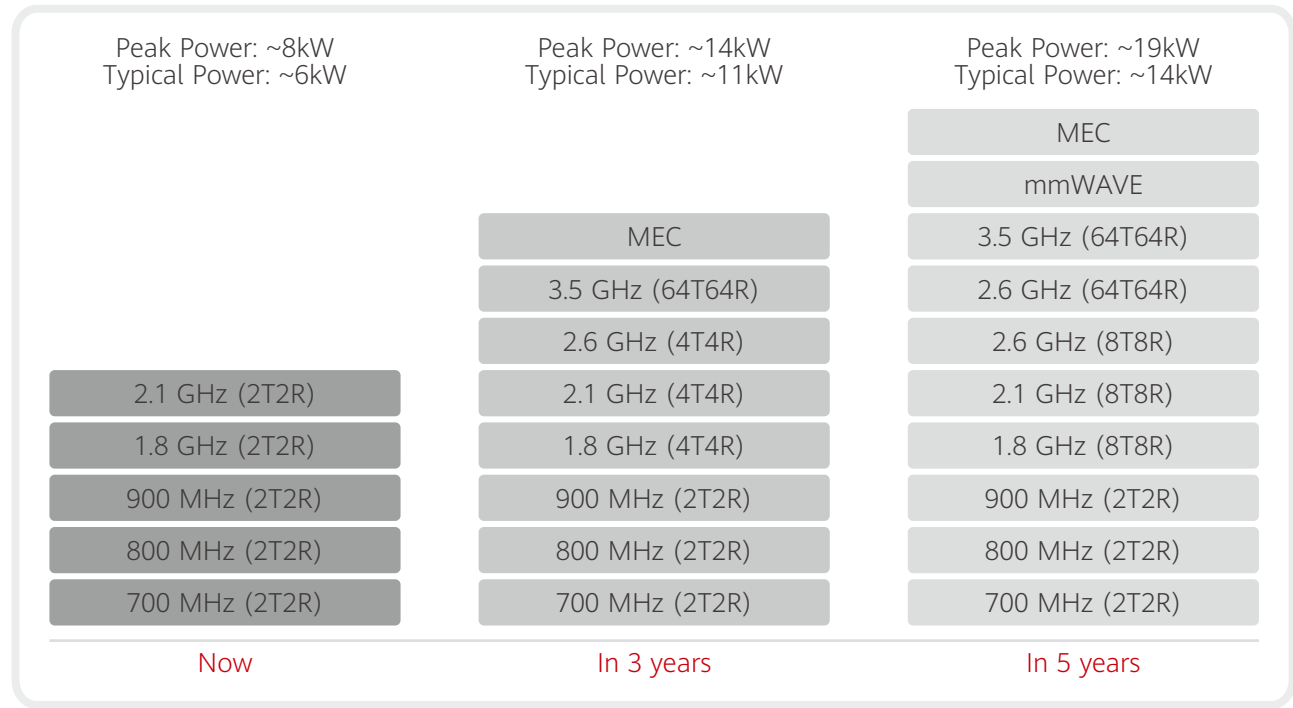 Peak Power: ~8kW
Typical Power: ~6kW
2.1 GHz (2T2R)
1.8 GHz (2T2R)
900 MHz (2T2R)
800 MHz (2T2R)
700 MHz (2T2R)
Now
Peak Power: ~14kW
Typical Power: ~11kW
MEC
3.5 GHz (64T64R)
2.6 GHz (4T4R)
2.1 GHz (4T4R)
1.8 GHz (4T4R)
900 MHz (2T2R)
800 MHz (2T2R)
700 MHz (2T2R)
In 3 years
Peak Power: ~19kW
Typical Power: ~14kW
MEC
mmWAVE
3.5 GHz (64T64R)
2.6 GHz (64T64R)
2.6 GHz (8T8R)
2.1 GHz (8T8R)
1.8 GHz (8T8R)
900 MHz (2T2R)
800 MHz (2T2R)
700 MHz (2T2R)
In 5 years